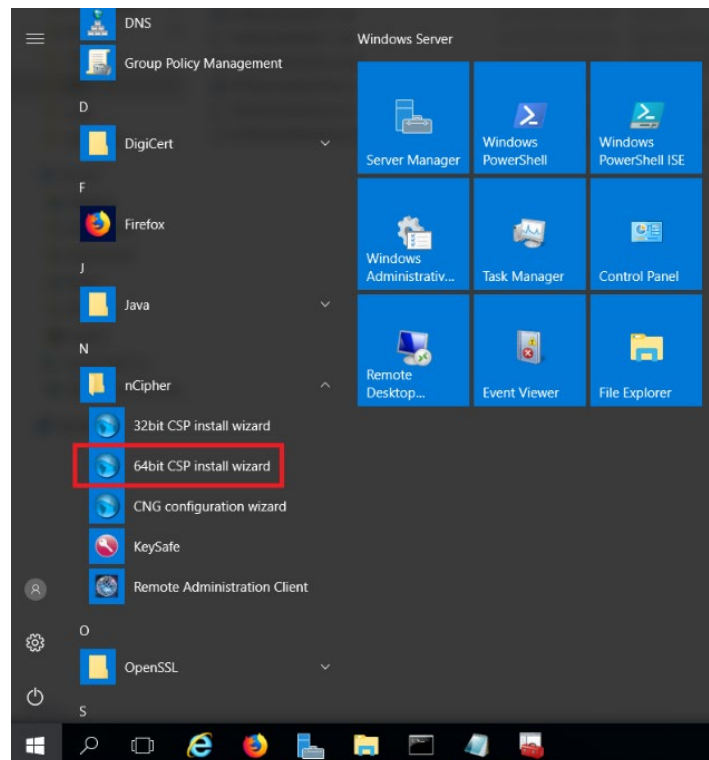 DNS
Group Policy Management
D
DigiCert
F
Firefox
J
Java
N
nCipher
32bit CSP install wizard
64bit CSP install wizard
CNG configuration wizard
KeySafe
Remote Administration Client
O
OpenSSL
S
Windows Server
Server Manager
Windows
PowerShell
Windows
PowerShell ISE
Windows
Administrativ...
Task Manager
Control Panel
Remote
Desktop...
Event Viewer
File Explorer